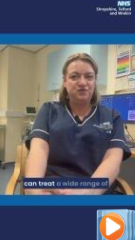 NHS
Shropshire, Telford
and Wrekin
can treat a wide range of